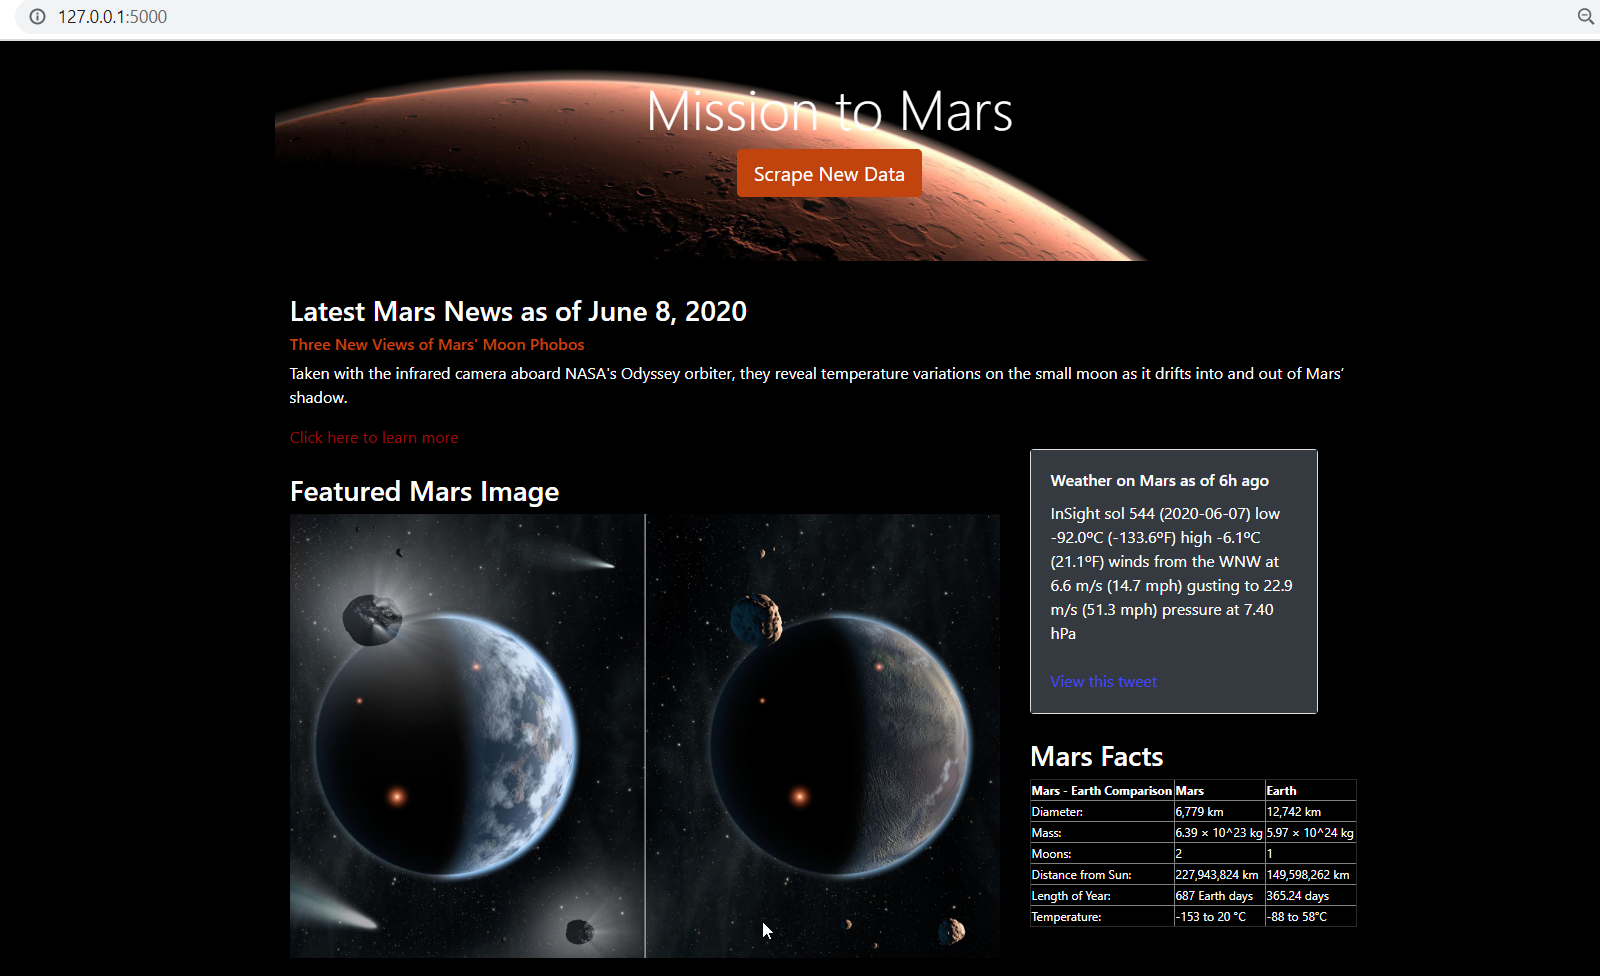 127.0.0.1:5000
Mission to Mars
Scrape New Data
Latest Mars News as of June 8, 2020
Three New Views of Mars' Moon Phobos
Taken with the infrared camera aboard NASA's Odyssey orbiter, they reveal temperature variations on the small moon as it drifts into and out of Mars’
shadow.
Click here to learn more
Featured Mars Image
Weather on Mars as of 6h ago
InSight sol 544 (2020-06-07) low
-92.0ºC (-133.6ºF) high -6.1ºC
(21.1ºF) winds from the WNW at
6.6 m/s (14.7 mph) gusting to 22.9
m/s (51.3 mph) pressure at 7.40
hPa
View this tweet
Mars Facts
Mars - Earth Comparison Mars Earth
Diameter: 6,779 km 12,742 km
Mass: 6.39 × 10^23 kg 5.97 × 10^24 kg
Moons: 2 1
Distance from Sun: 227,943,824 km 149,598,262 km
Length of Year: 687 Earth days 365.24 days
Temperature: -153 to 20 °C -88 to 58°C